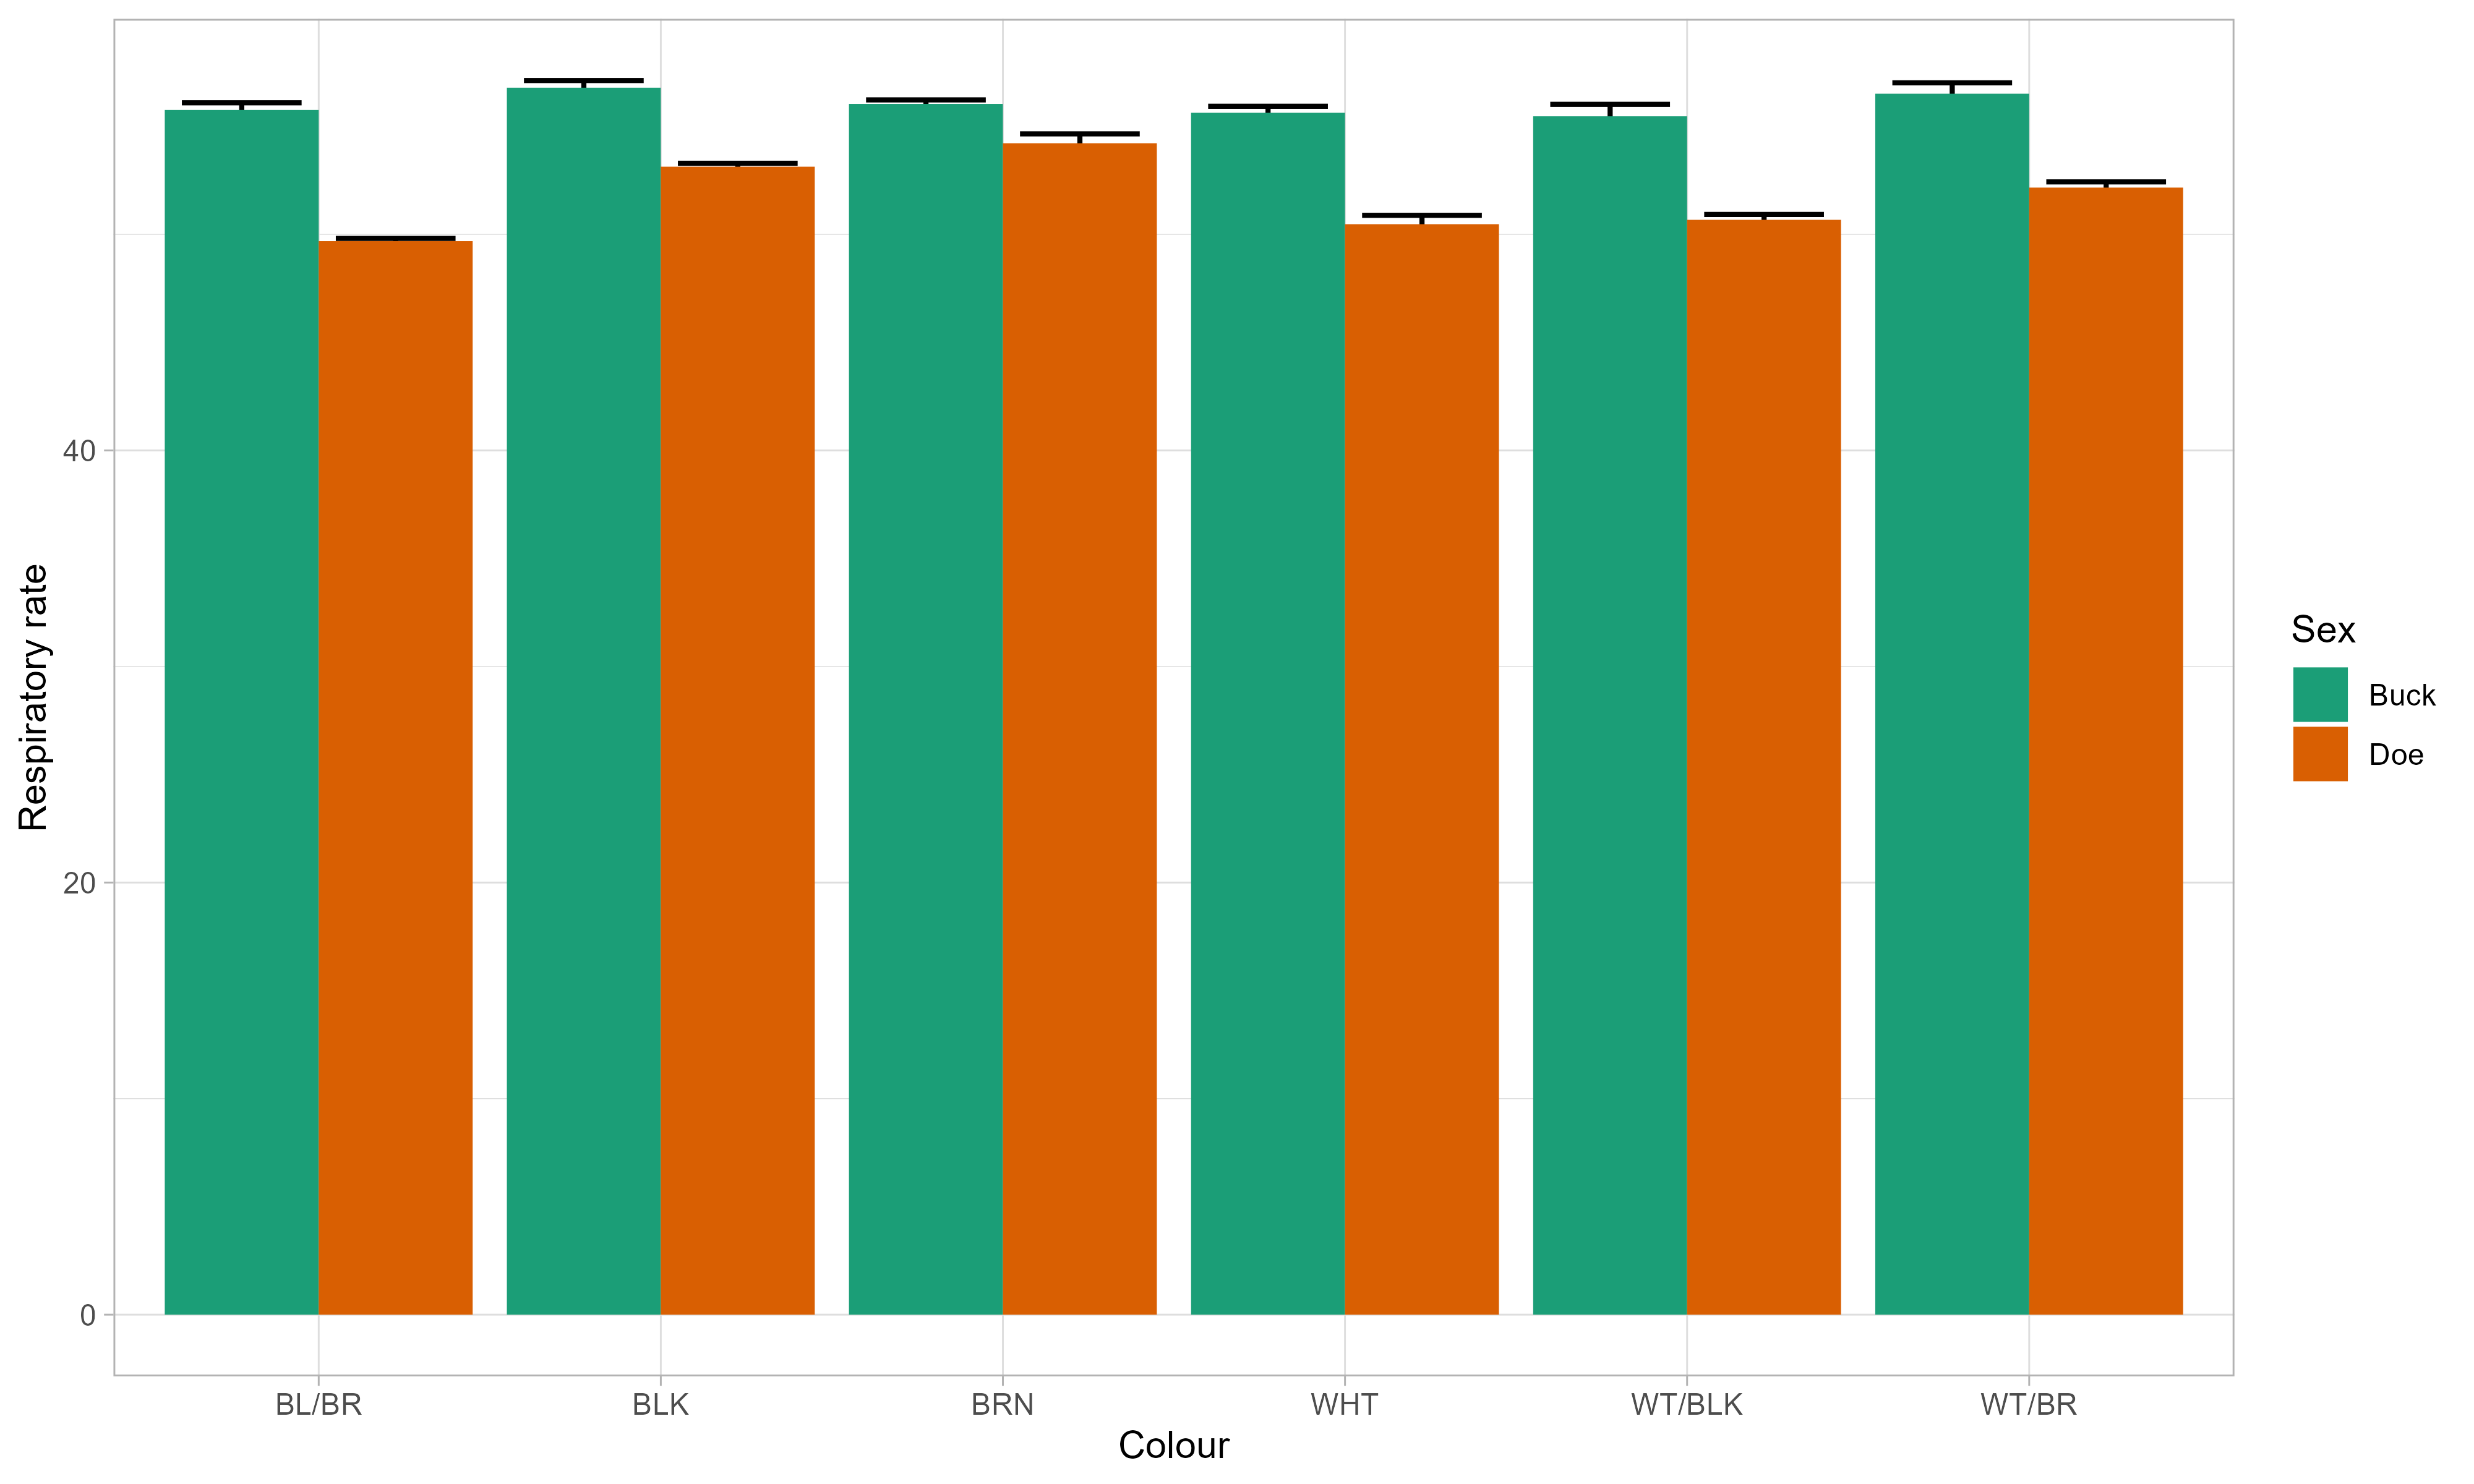 Respiratory rate
40
20
0
BL/BR BLK BRN WHT WT/BLK WT/BR
Colour
Sex
Buck
Doe